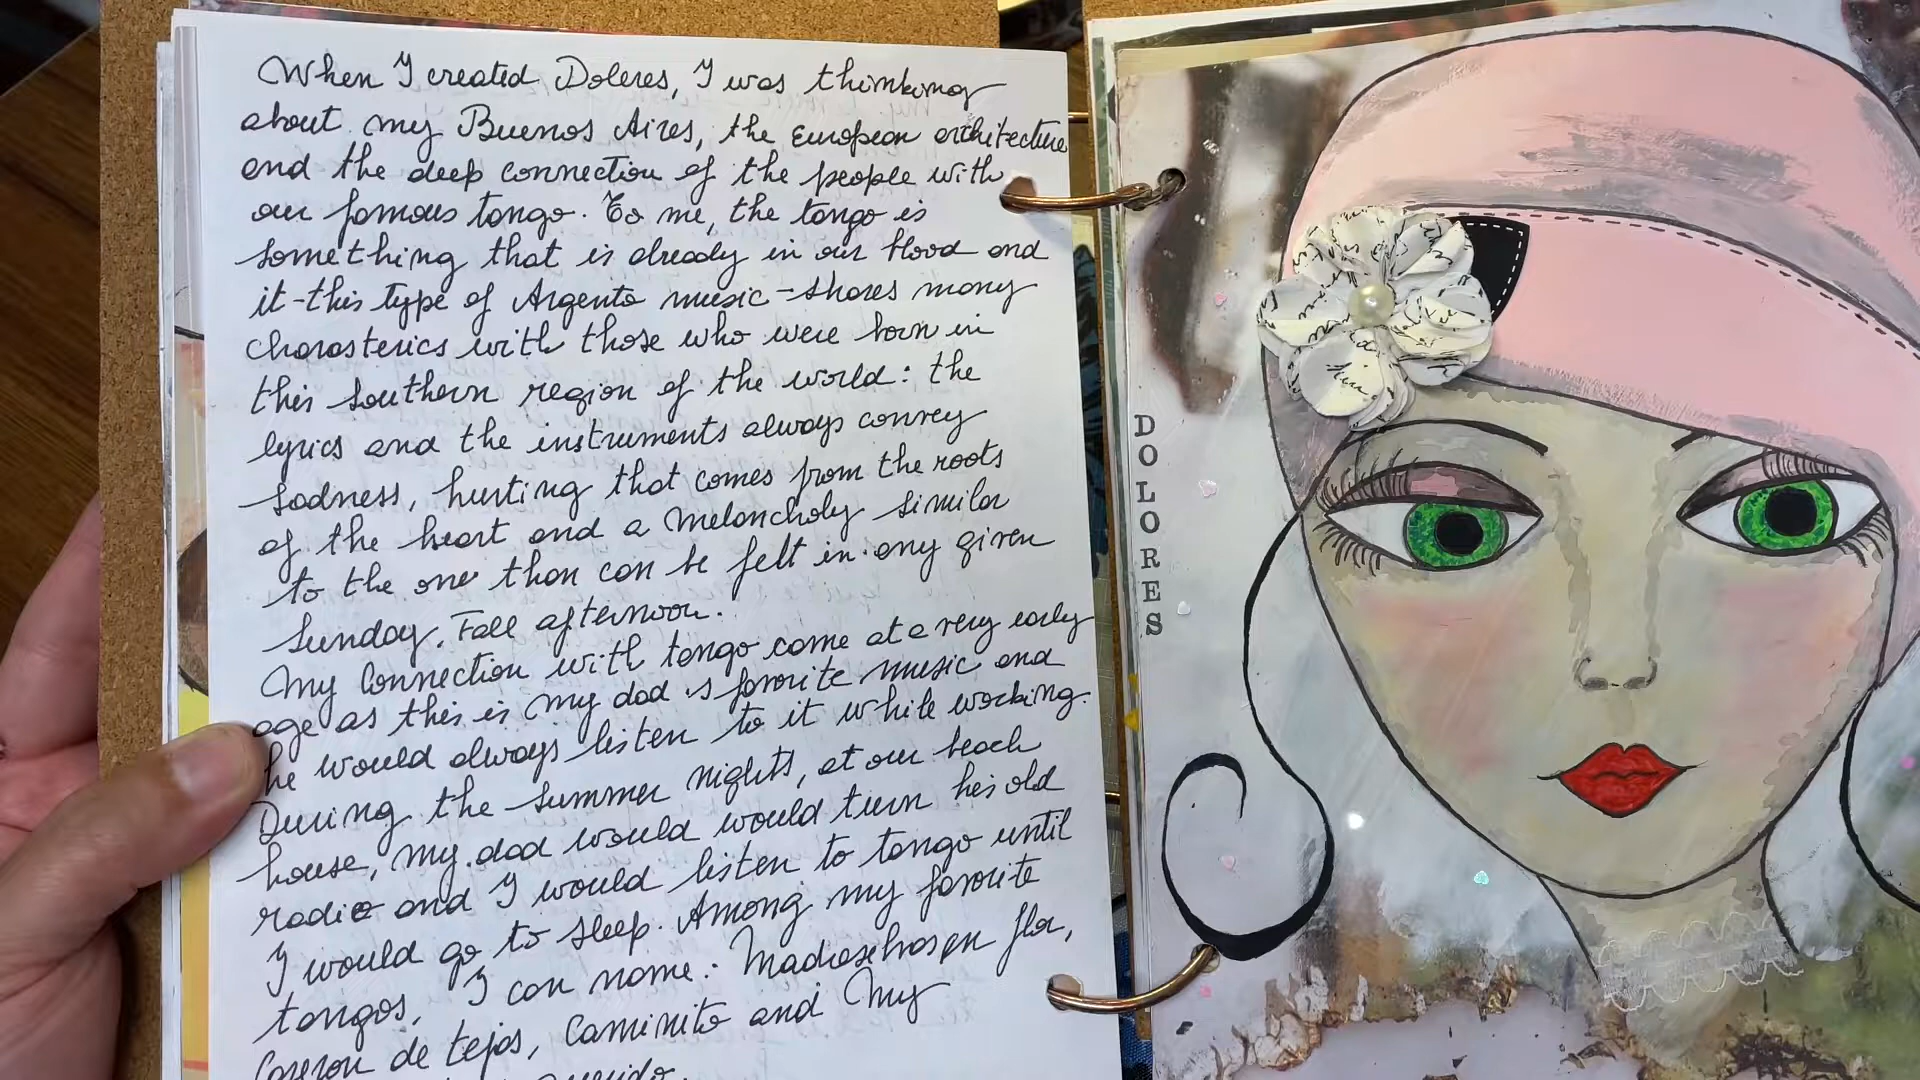 When I created Dolores, I was thinking
about my Buenos Aires, the European architecture
and the deep connection of the people with
our famous tango. To me, the tango is
something that is already in our blood and
it-this type of Argento music-shares many
charasterics with those who were born in
this southern region of the world: the
lyrics and the instruments always convey
sadness, hurting that comes from the roots
of the heart and a melancholy similar
to the one than can be felt in any given
Sunday, Fall afternoon.
My connection with tango came at a very early
age as this is my dad's favorite music and
he would always listen to it while working.
During the summer nights, at our beach
house, my dad would would turn his old
radio and I would listen to tango until
I would go to sleep. Among my favorite
tangos, I can name: Madreselvas en flor,
Caseron de tejas, Caminito and My
querido.
DOLORES